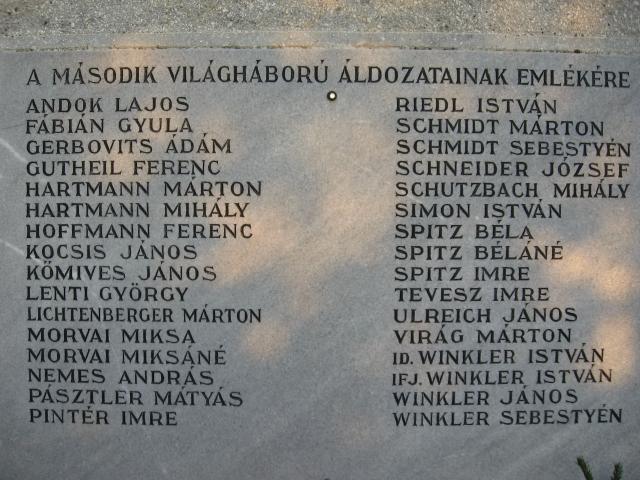 A MÁSODIK VILÁGHÁBORÚ ÁLDOZATAINAK EMLÉKÉRE
ANDOK LAJOS
FÁBIÁN GYULA
GERBOVITS ÁDÁM
GUTHEIL FERENC
HARTMANN MÁRTON
HARTMANN MIHÁLY
HOFFMANN FERENC
KOCSIS JÁNOS
KŐMIVES JÁNOS
LENTI GYÖRGY
LICHTENBERGER MÁRTON
MORVAI MIKSA
MORVAI MIKSÁNÉ
NEMES ANDRÁS
PÁSZTLER MÁTYÁS
PINTÉR IMRE
RIEDL ISTVÁN
SCHMIDT MÁRTON
SCHMIDT SEBESTYÉN
SCHNEIDER JÓZSEF
SCHUTZBACH MIHÁLY
SIMON ISTVÁN
SPITZ BÉLA
SPITZ BÉLÁNÉ
SPITZ IMRE
TEVESZ IMRE
ULREICH JÁNOS
VIRÁG MÁRTON
ID. WINKLER ISTVÁN
IFJ. WINKLER ISTVÁN
WINKLER JÁNOS
WINKLER SEBESTYÉN